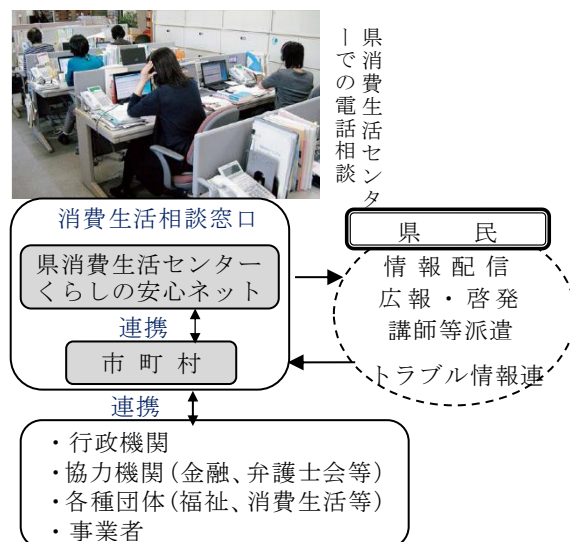 県消費生活センタ
ーでの電話相談
消費生活相談窓口
県消費生活センター
くらしの安心ネット
連携
市町村
県　民
情報配信
広報・啓発
講師等派遣
トラブル情報連
連携
・行政機関
・協力機関（金融、弁護士会等）
・各種団体（福祉、消費生活等）
・事業者